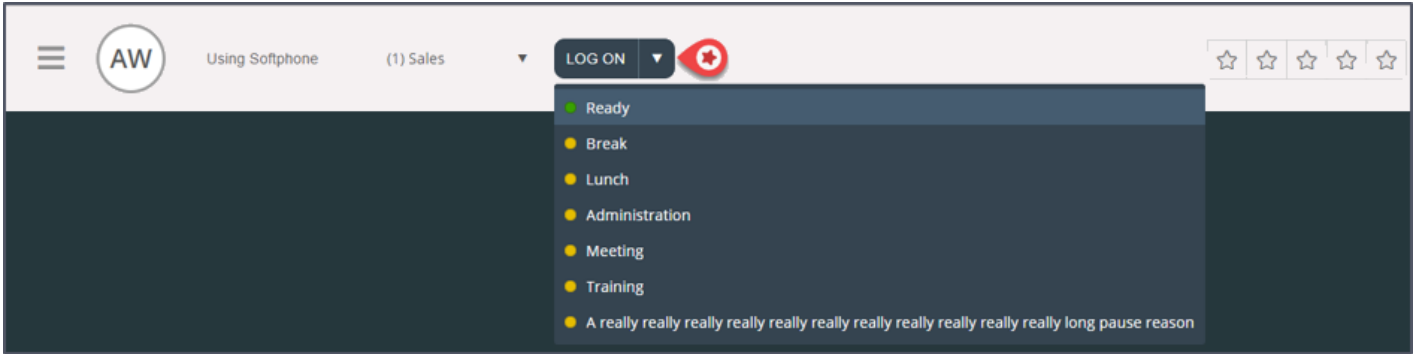 AW
Using Softphone
(1) Sales
LOG ON
Ready
Break
Lunch
Administration
Meeting
Training
A really really really really really really really really really really really long pause reason